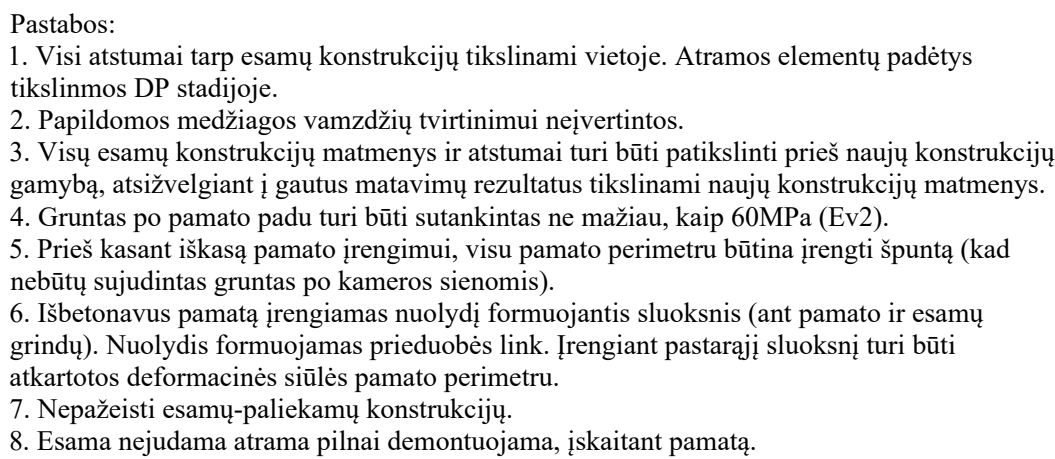 Pastabos:
1. Visi atstumai tarp esamų konstrukcijų tikslinami vietoje. Atramos elementų padėtys
tikslinmos DP stadijoje.
2. Papildomos medžiagos vamzdžių tvirtinimui neįvertintos.
3. Visų esamų konstrukcijų matmenys ir atstumai turi būti patikslinti prieš naujų konstrukcijų
gamybą, atsižvelgiant į gautus matavimų rezultatus tikslinami naujų konstrukcijų matmenys.
4. Gruntas po pamato padu turi būti sutankintas ne mažiau, kaip 60MPa (Ev2).
5. Prieš kasant iškasą pamato įrengimui, visu pamato perimetru būtina įrengti špuntą (kad
nebūtų sujudintas gruntas po kameros sienomis).
6. Išbetonavus pamatą įrengiamas nuolydį formuojantis sluoksnis (ant pamato ir esamų
grindų). Nuolydis formuojamas prieduobės link. Įrengiant pastarąjį sluoksnį turi būti
atkartotos deformacinės siūlės pamato perimetru.
7. Nepažeisti esamų-paliekamų konstrukcijų.
8. Esama nejudama atrama pilnai demontuojama, įskaitant pamatą.